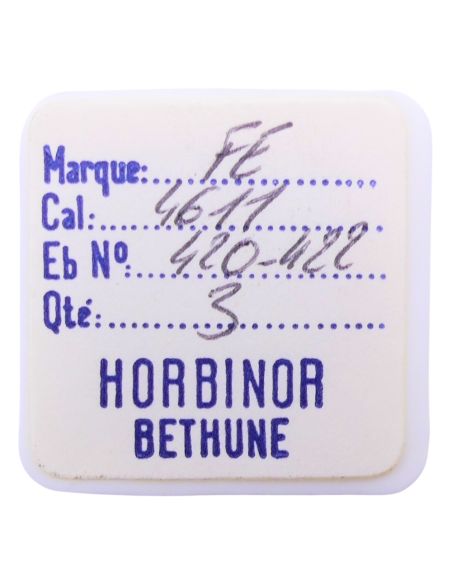 Marque: FE
Cal: 4611
Eb Nº: 420-422
Qté: 3
HORBINOR
BETHUNE